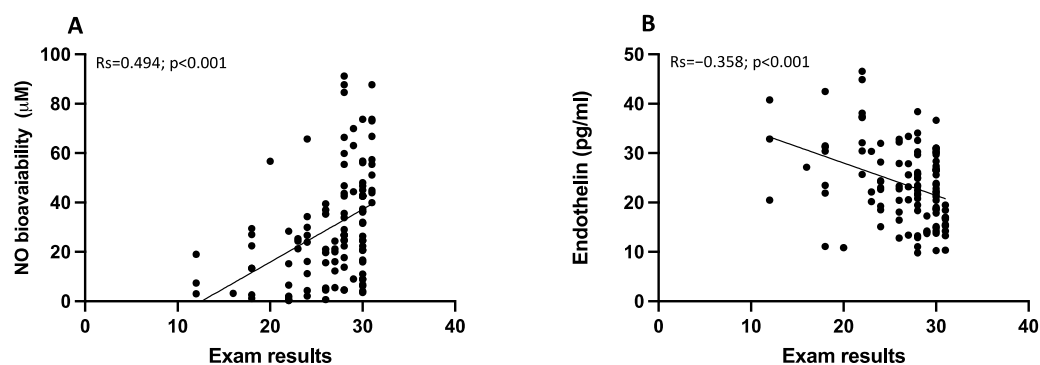 A
Rs=0.494; p<0.001
NO bioavaiability (μM)
100
80
60
40
20
0
0 10 20 30 40
Exam results
B
Rs=−0.358; p<0.001
Endothelin (pg/ml)
50
40
30
20
10
0
0 10 20 30 40
Exam results